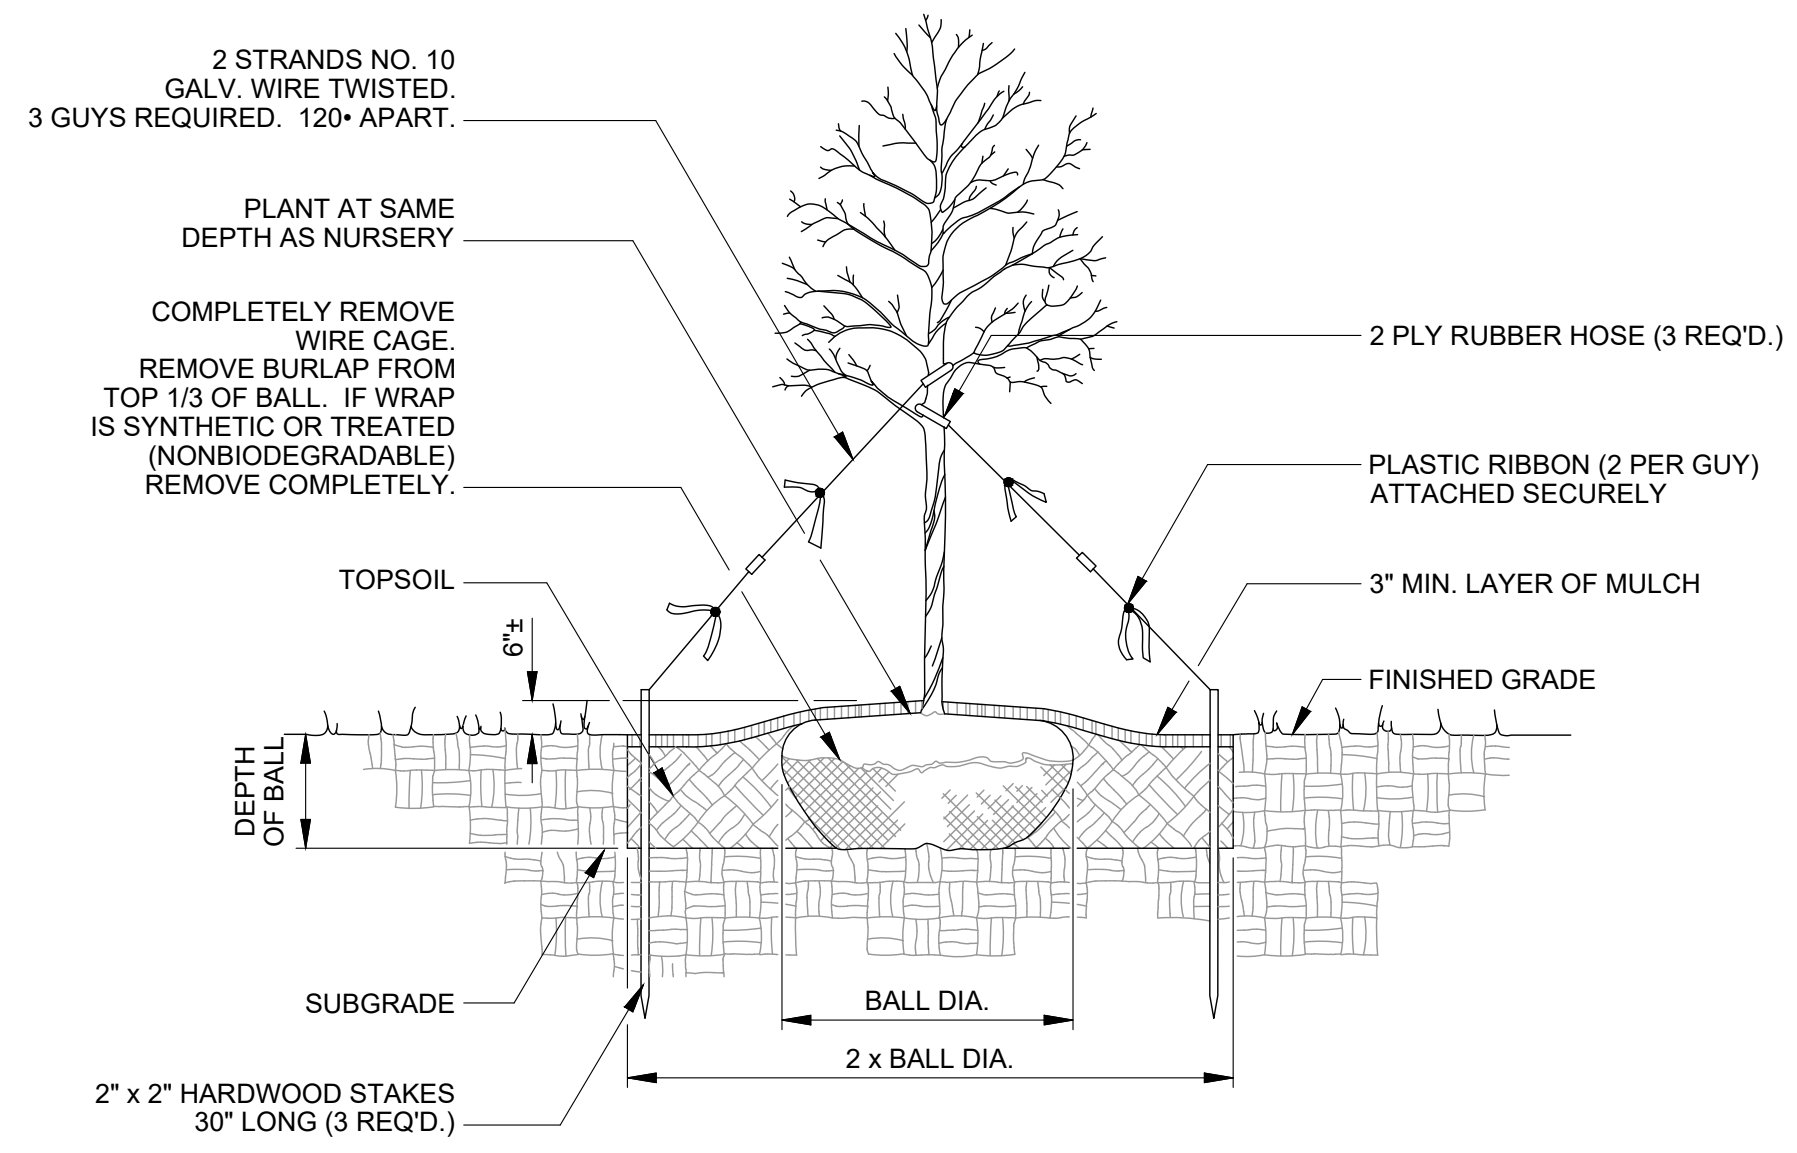 2 STRANDS NO. 10
GALV. WIRE TWISTED.
3 GUYS REQUIRED.  120• APART.
PLANT AT SAME
DEPTH AS NURSERY
COMPLETELY REMOVE
WIRE CAGE.
REMOVE BURLAP FROM
TOP 1/3 OF BALL.  IF WRAP
IS SYNTHETIC OR TREATED
(NONBIODEGRADABLE)
REMOVE COMPLETELY.
TOPSOIL
6"±
DEPTH
OF BALL
SUBGRADE
2" x 2" HARDWOOD STAKES
30" LONG (3 REQ'D.)
2 PLY RUBBER HOSE (3 REQ'D.)
PLASTIC RIBBON (2 PER GUY)
ATTACHED SECURELY
3" MIN. LAYER OF MULCH
FINISHED GRADE
BALL DIA.
2 x BALL DIA.